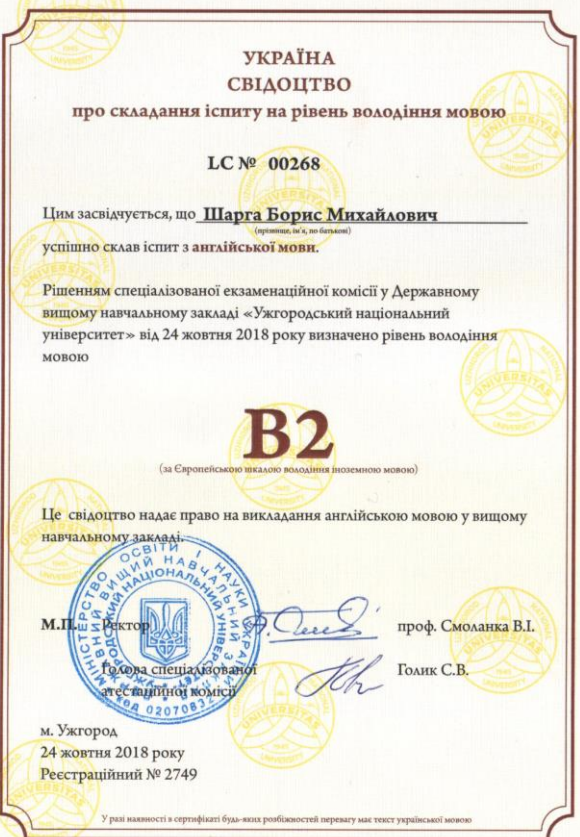 УКРАЇНА
СВІДОЦТВО
про складання іспиту на рівень володіння мовою
LC № 00268
Цим засвідчується, що Шарга Борис Михайлович
(прізвище, ім'я, по батькові)
успішно склав іспит з англійської мови.
Рішенням спеціалізованої екзаменаційної комісії у Державному
вищому навчальному закладі «Ужгородський національний
університет» від 24 жовтня 2018 року визначено рівень володіння
мовою
B2
(за Європейською шкалою володіння іноземною мовою)
Це свідоцтво надає право на викладання англійською мовою у вищому
навчальному закладі.
М.П. Ректор проф. Смоланка В.І.
Голова спеціалізованої Голик С.В.
атестаційної комісії
м. Ужгород
24 жовтня 2018 року
Реєстраційний № 2749
У разі наявності в сертифікаті будь-яких розбіжностей перевагу має текст української мовою